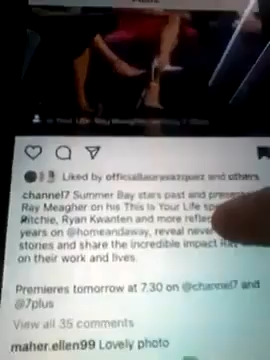 Liked by officiallauravazquez and others
channel7 Summer Bay stars past and present
Ray Meagher on his This Is Your Life
Ritchie, Ryan Kwanten and more
years on @homeandaway, reveal
stories and share the incredible impact
on their work and lives.
Premieres tomorrow at 7.30 on @channel7 and
@7plus
View all 35 comments
maher.ellen99 Lovely photo